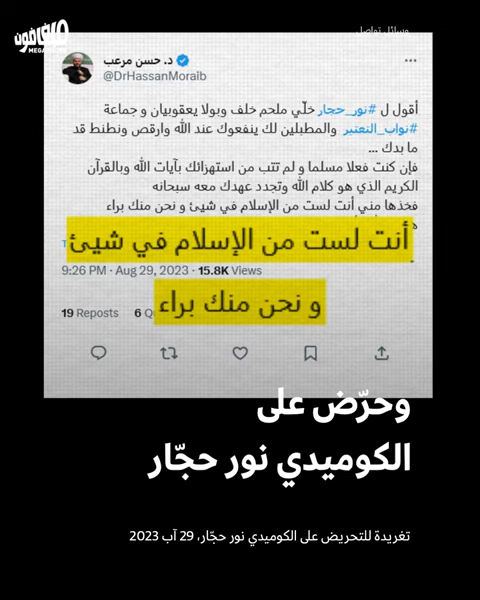 وسائل تواصل
ميغافون
MEGAPHONE
د. حسن مرعب
@DrHassanMoraib
أقول ل #نور_حجار خلّي ملحم خلف وبولا يعقوبيان و جماعة
#نواب_التعتير والمطبلين لك ينفعوك عند الله وارقص ونطنط قد
ما بدك ...
فإن كنت فعلا مسلما و لم تتب من استهزائك بآيات الله وبالقرآن
الكريم الذي هو كلام الله وتجدد عهدك معه سبحانه
فخذها مني أنت لست من الإسلام في شيئ و نحن منك براء
أنت لست من الإسلام في شيئ
9:26 PM · Aug 29, 2023 · 15.8K Views
و نحن منك براء
19 Reposts 6
وحرّض على
الكوميدي نور حجّار
تغريدة للتحريض على الكوميدي نور حجّار، 29 آب 2023